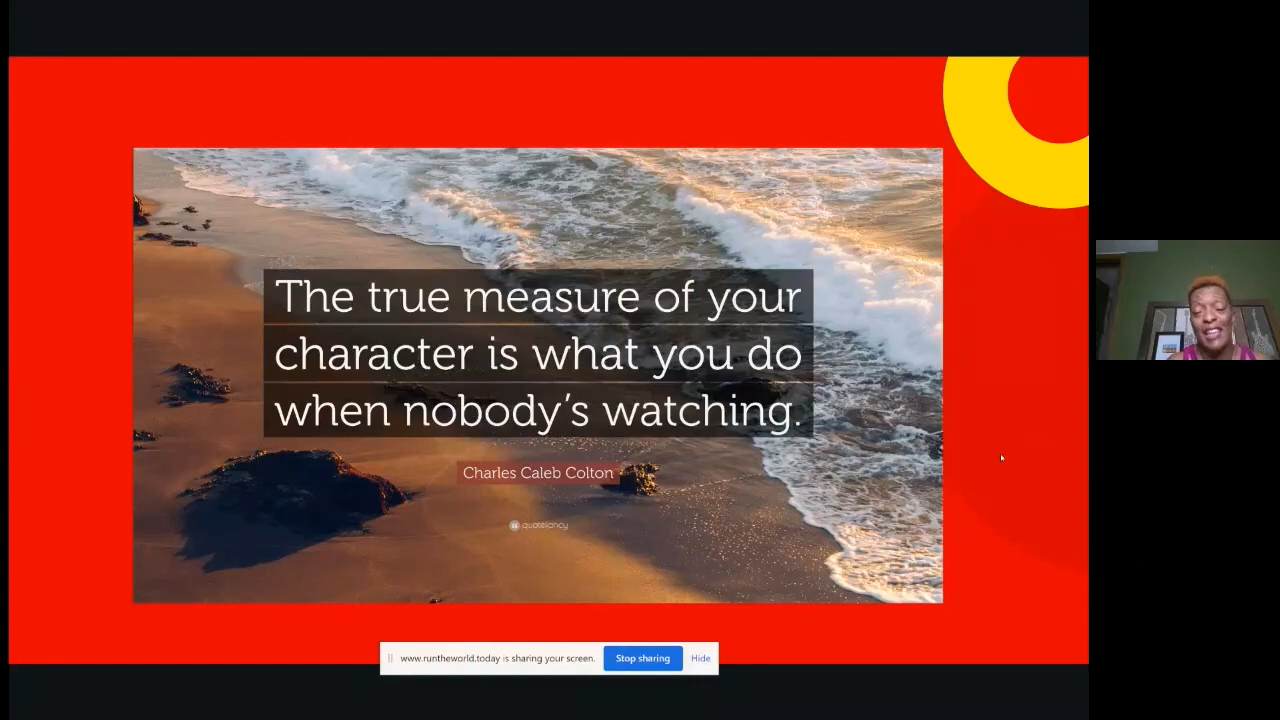 The true measure of your
character is what you do
when nobody’s watching.
Charles Caleb Colton
quotefancy
www.runtheworld.today is sharing your screen. Stop sharing Hide